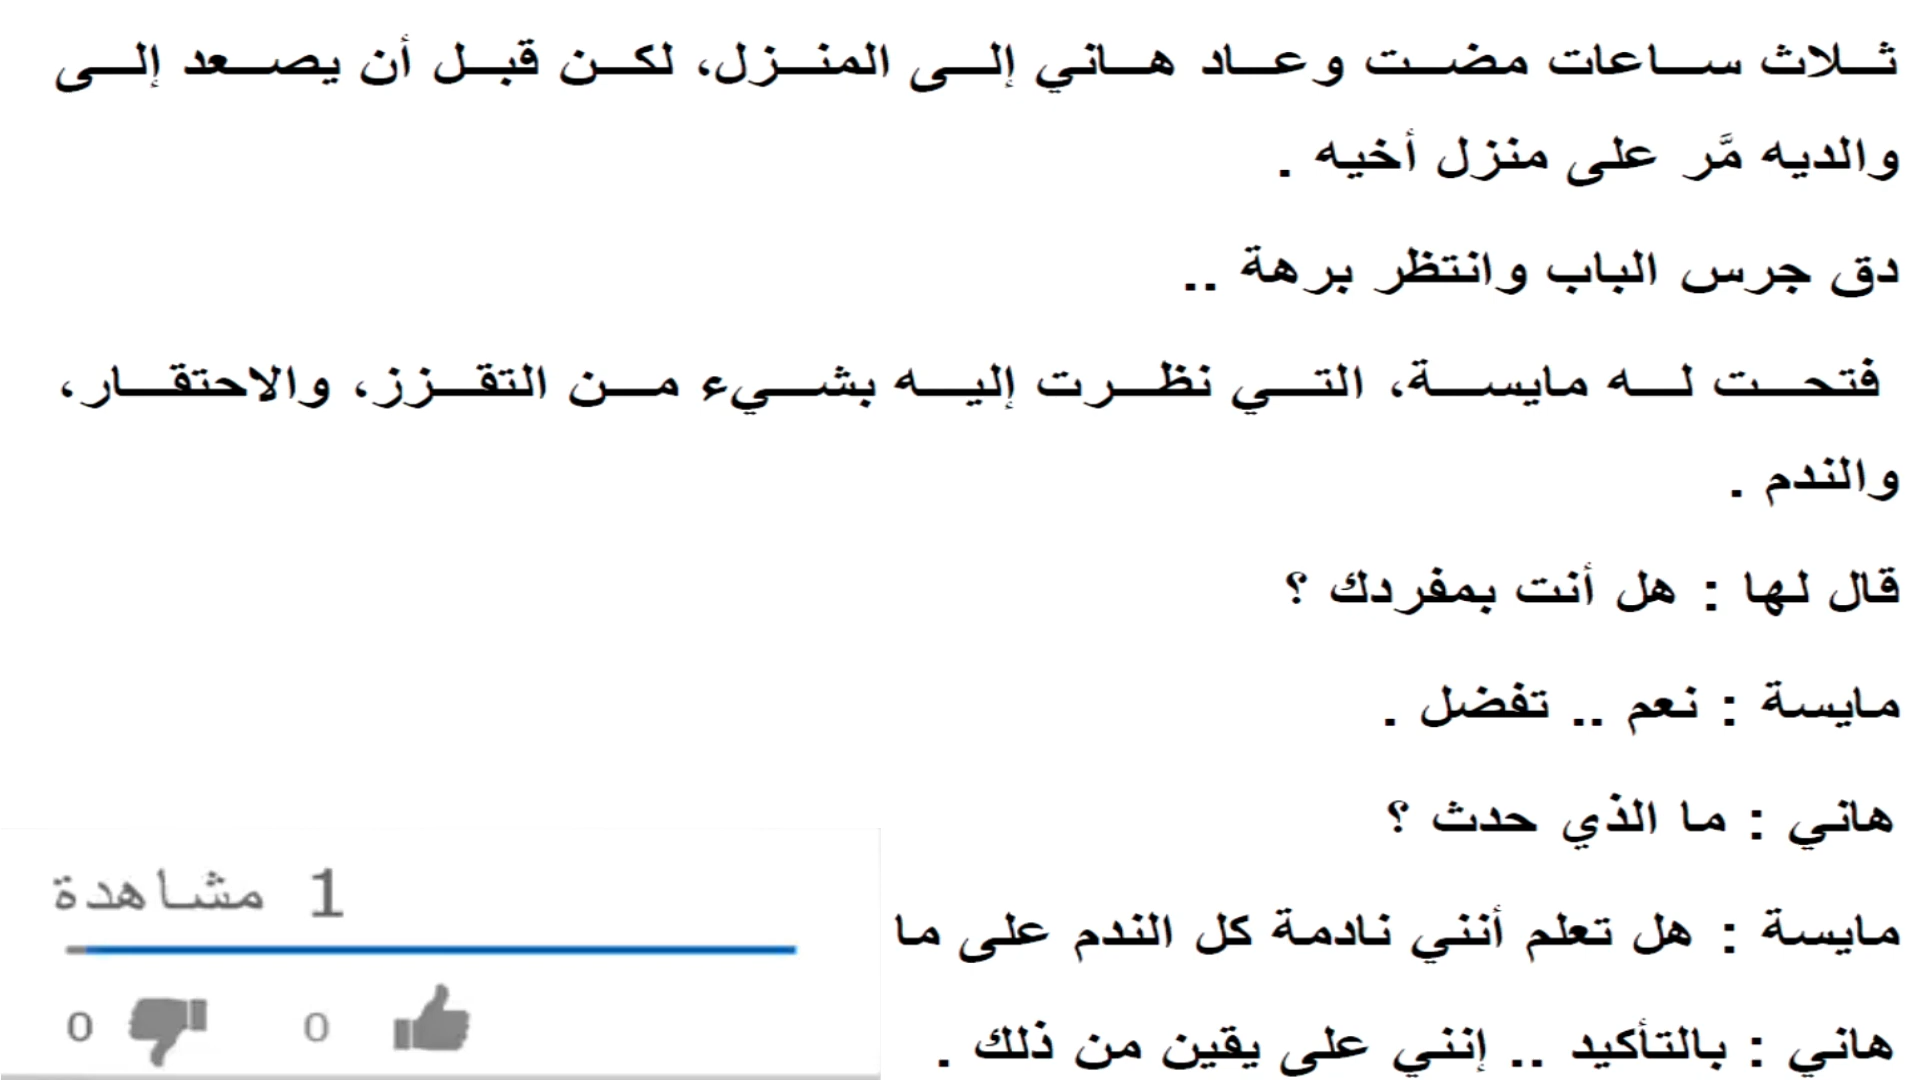 ثلاث ساعات مضت وعاد هاني إلى المنزل، لكن قبل أن يصعد إلى
والديه مَّر على منزل أخيه .
دق جرس الباب وانتظر برهة ..
فتحت له مايسة، التي نظرت إليه بشيء من التقزز، والاحتقار،
والندم .
قال لها : هل أنت بمفردك ؟
مايسة : نعم .. تفضل .
هاني : ما الذي حدث ؟
مايسة : هل تعلم أنني نادمة كل الندم على ما
هاني : بالتأكيد .. إنني على يقين من ذلك .
1 مشاهدة
0 0